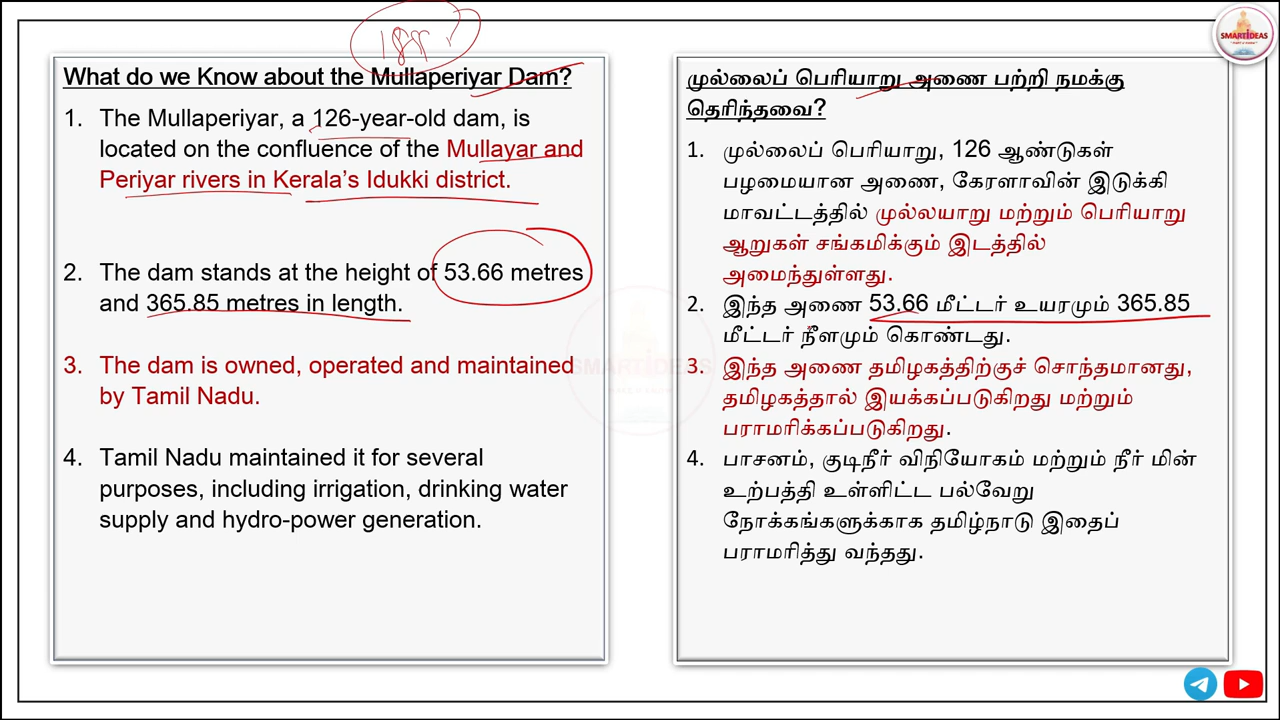 SMARTIDEAS
What do we Know about the Mullaperiyar Dam?
1. The Mullaperiyar, a 126-year-old dam, is
located on the confluence of the Mullayar and
Periyar rivers in Kerala's Idukki district.
2. The dam stands at the height of 53.66 metres
and 365.85 metres in length.
3. The dam is owned, operated and maintained
by Tamil Nadu.
4. Tamil Nadu maintained it for several
purposes, including irrigation, drinking water
supply and hydro-power generation.
முல்லைப் பெரியாறு அணை பற்றி நமக்கு
தெரிந்தவை?
1. முல்லைப் பெரியாறு, 126 ஆண்டுகள்
பழமையான அணை, கேரளாவின் இடுக்கி
மாவட்டத்தில் முல்லயாறு மற்றும் பெரியாறு
ஆறுகள் சங்கமிக்கும் இடத்தில்
அமைந்துள்ளது.
2. இந்த அணை 53.66 மீட்டர் உயரமும் 365.85
மீட்டர் நீளமும் கொண்டது.
3. இந்த அணை தமிழகத்திற்குச் சொந்தமானது,
தமிழகத்தால் இயக்கப்படுகிறது மற்றும்
பராமரிக்கப்படுகிறது.
4. பாசனம், குடிநீர் விநியோகம் மற்றும் நீர் மின்
உற்பத்தி உள்ளிட்ட பல்வேறு
நோக்கங்களுக்காக தமிழ்நாடு இதைப்
பராமரித்து வந்தது.
SMARTIDEAS